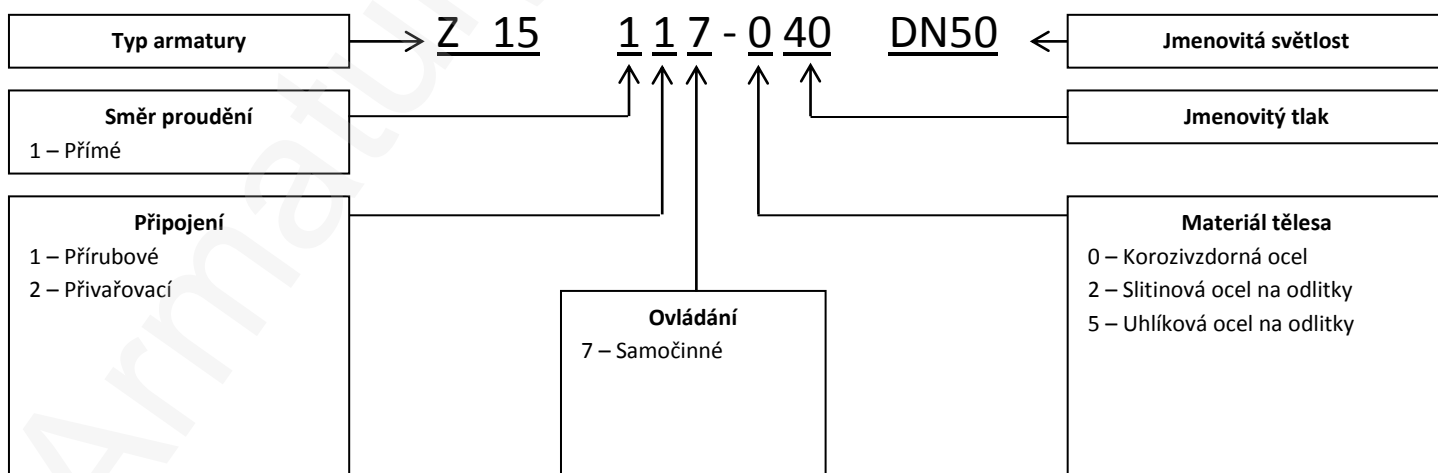 Typ armatury
Z 15 1 1 7 - 0 40 DN50
Jmenovitá světlost
Směr proudění
1 – Přímé
Jmenovitý tlak
Připojení
1 – Přírubové
2 – Přivařovací
Ovládání
7 – Samočinné
Materiál tělesa
0 – Korozivzdorná ocel
2 – Slitinová ocel na odlitky
5 – Uhlíková ocel na odlitky
Armatu